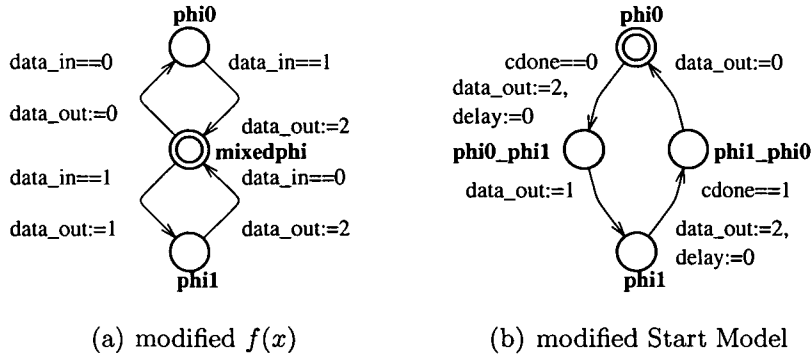 phi0
data_in==0
data_in==1
data_out:=0
data_out:=2
mixedphi
data_in==1
data_in==0
data_out:=1
data_out:=2
phi1
(a) modified f(x)
phi0
cdone==0
data_out:=0
data_out:=2,
delay:=0
phi0_phi1
phi1_phi0
data_out:=1
cdone==1
data_out:=2,
delay:=0
phi1
(b) modified Start Model